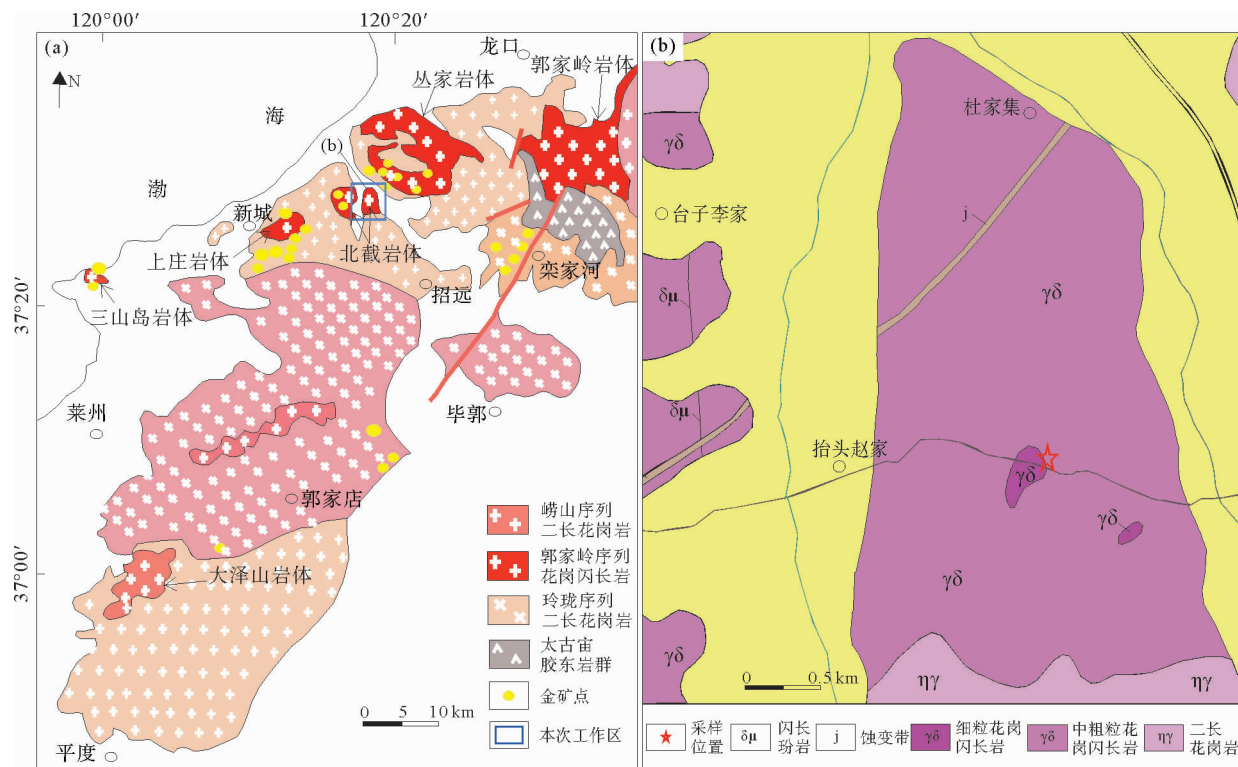 120°00′
120°20′
(a)
N
龙口
郭家岭岩体
丛家岩体
海
(b)
渤
新城
上庄岩体
北截岩体
栾家河
招远
37°20′
三山岛岩体
莱州
毕郭
郭家店
37°00′
大泽山岩体
平度
崂山序列
二长花岗岩
郭家岭序列
花岗闪长岩
玲珑序列
二长花岗岩
太古宙
胶东岩群
金矿点
本次工作区
0 5 10 km
(b)
杜家集
γδ
台子李家
j
γδ
δμ
δμ
抬头赵家
γδ
γδ
γδ
γδ
ηγ
ηγ
0 0.5 km
采样
位置
δμ
闪长
玢岩
j
蚀变带
γδ
细粒花岗
闪长岩
γδ
中粗粒花
岗闪长岩
ηγ
二长
花岗岩